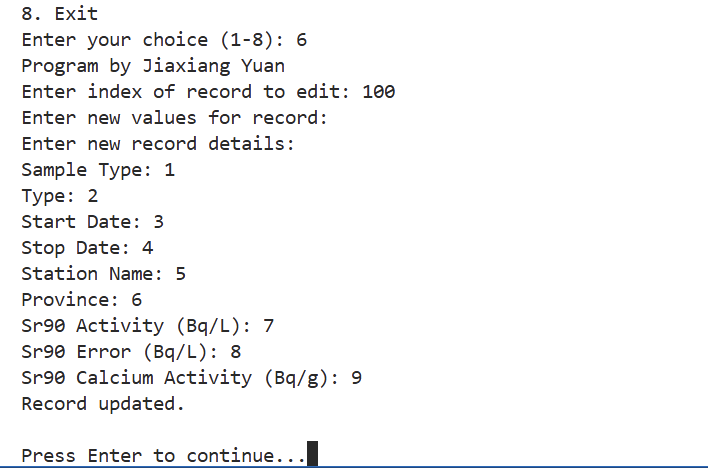 8. Exit
Enter your choice (1-8): 6
Program by Jiaxiang Yuan
Enter index of record to edit: 100
Enter new values for record:
Enter new record details:
Sample Type: 1
Type: 2
Start Date: 3
Stop Date: 4
Station Name: 5
Province: 6
Sr90 Activity (Bq/L): 7
Sr90 Error (Bq/L): 8
Sr90 Calcium Activity (Bq/g): 9
Record updated.
Press Enter to continue...